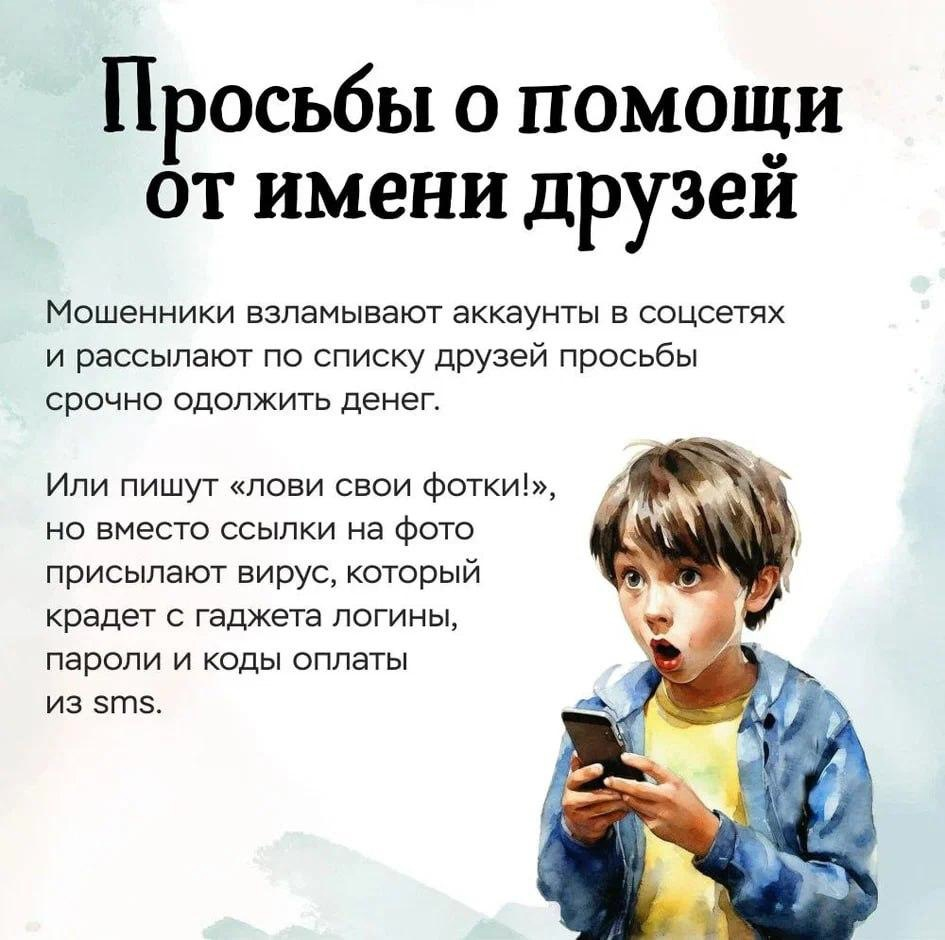 Просьбы о помощи
от имени друзей
Мошенники взламывают аккаунты в соцсетях
и рассылают по списку друзей просьбы
срочно одолжить денег.
Или пишут «лови свои фотки!»,
но вместо ссылки на фото
присылают вирус, который
крадет с гаджета логины,
пароли и коды оплаты
из sms.